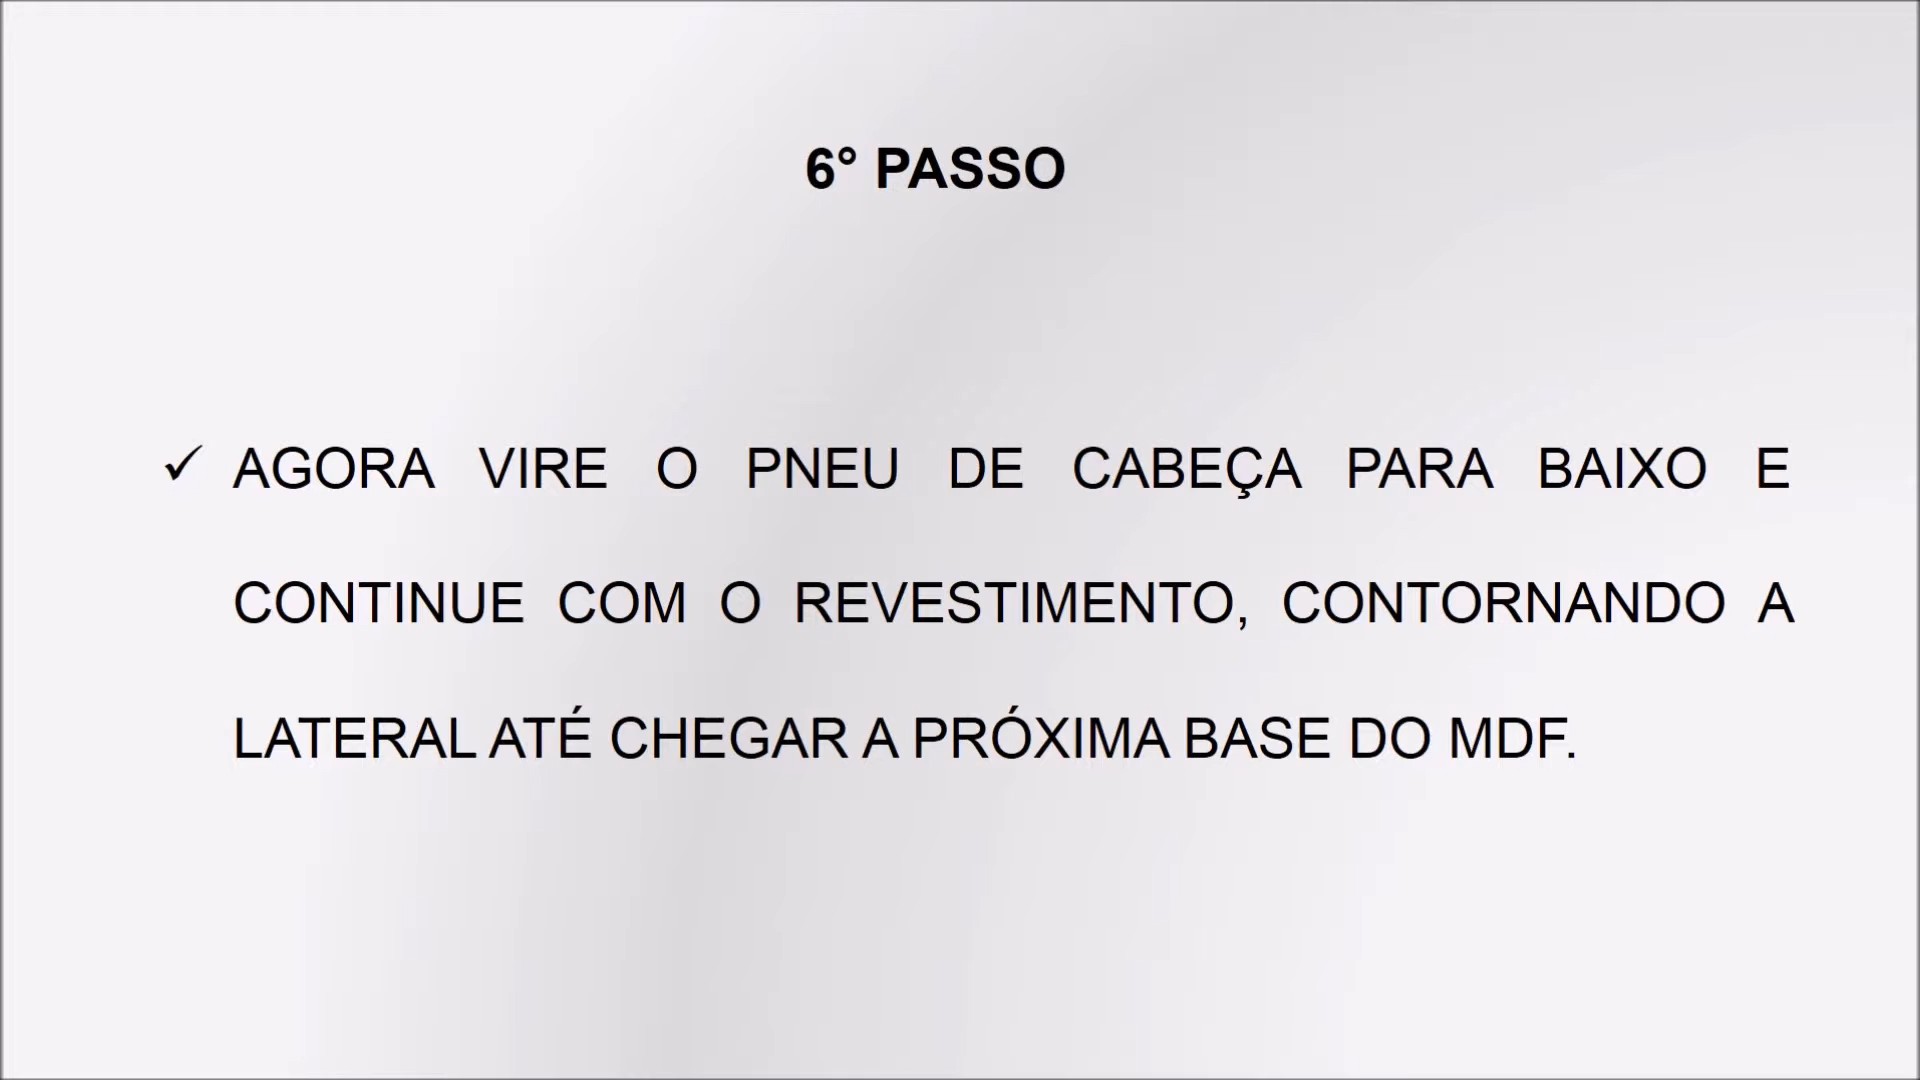 6° PASSO
✓ AGORA VIRE O PNEU DE CABEÇA PARA BAIXO E
CONTINUE COM O REVESTIMENTO, CONTORNANDO A
LATERAL ATÉ CHEGAR A PRÓXIMA BASE DO MDF.